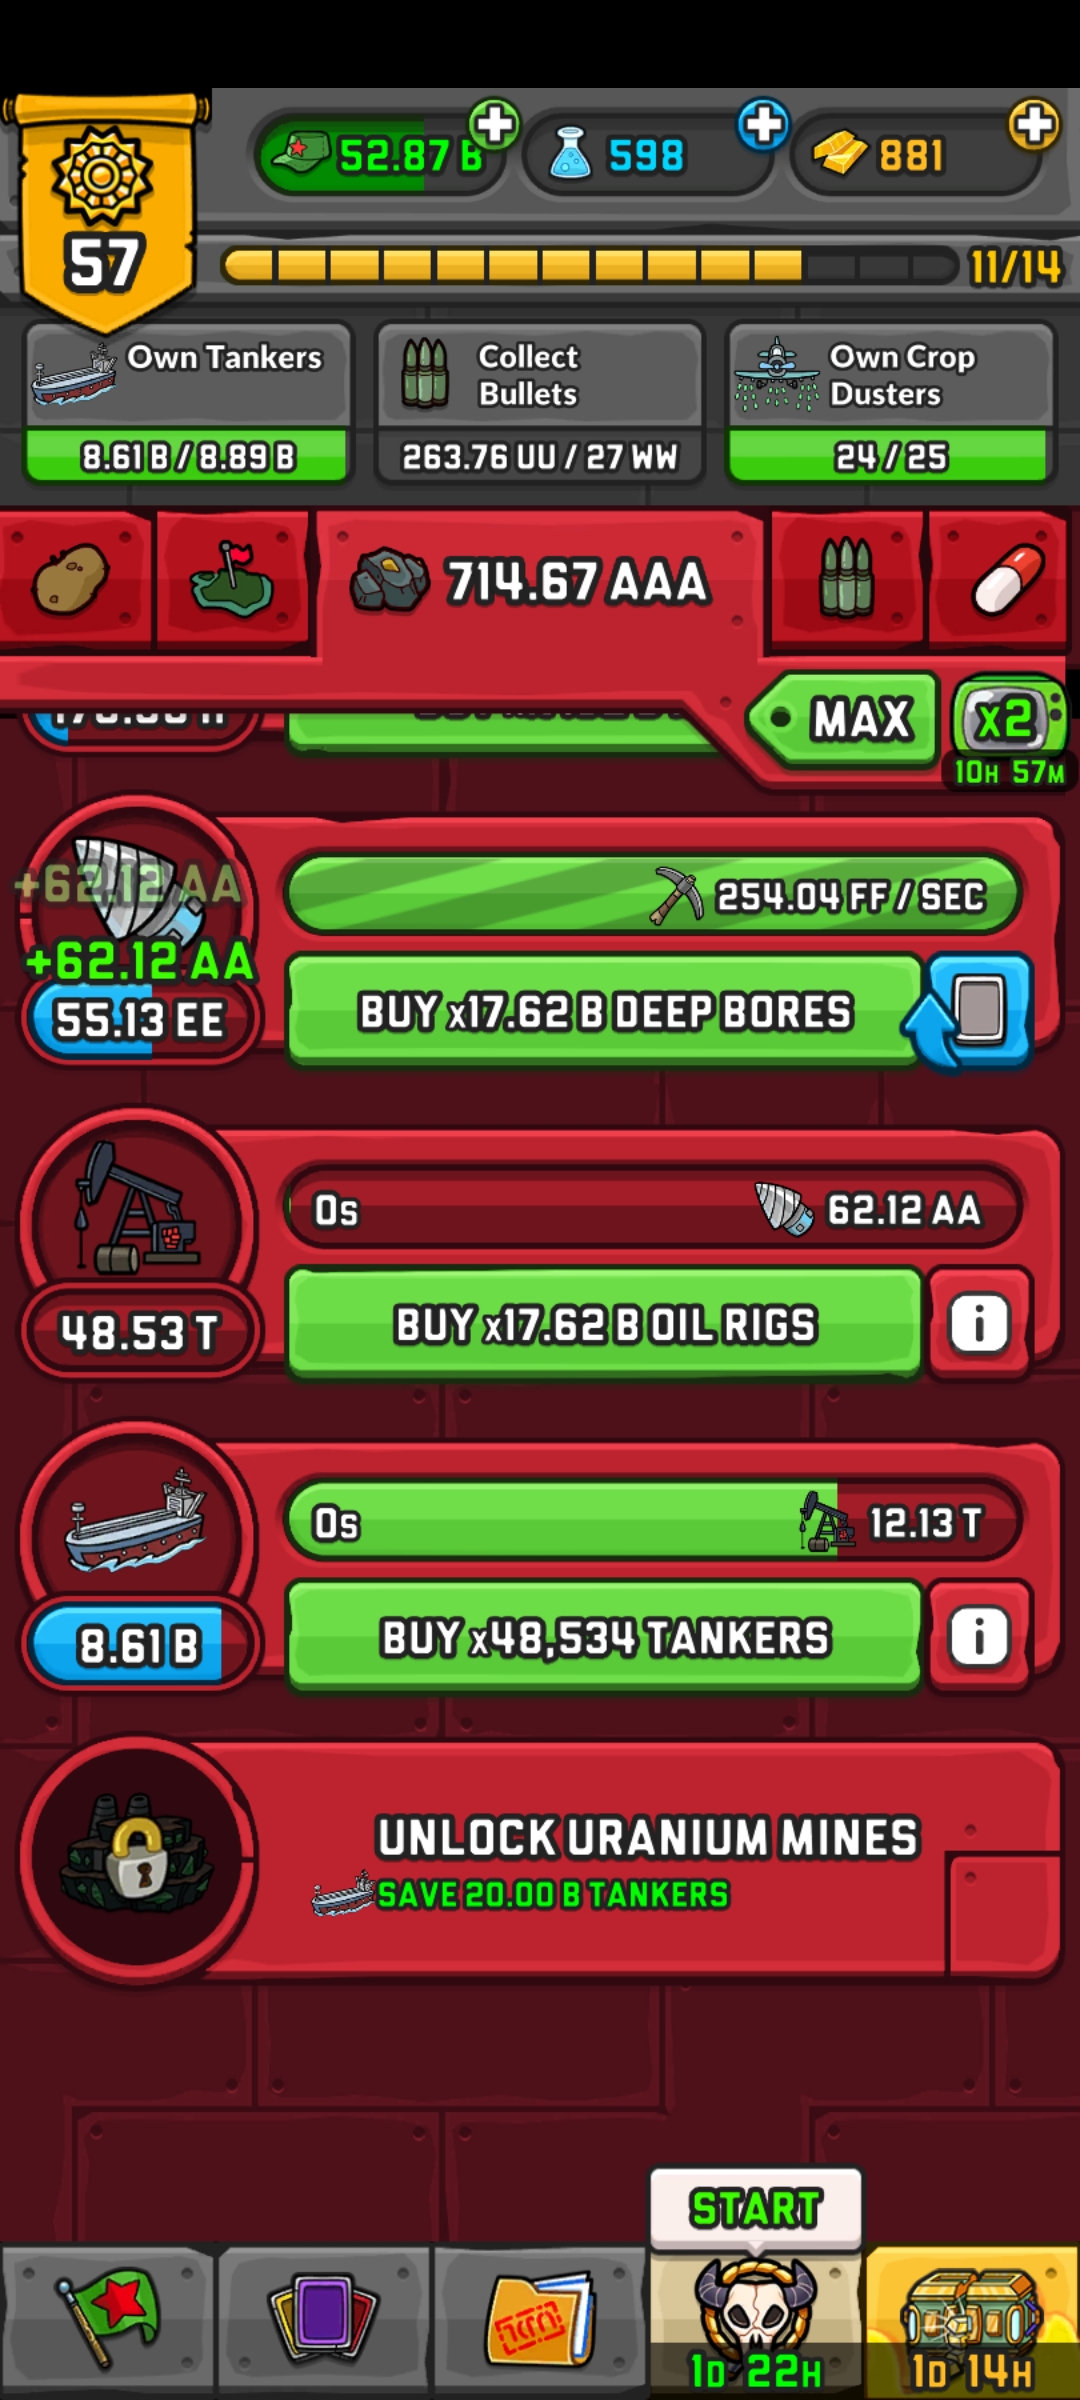 52.87 B
598
881
57
11/14
Own Tankers
8.61 B / 8.89 B
Collect
Bullets
263.76 UU / 27 WW
Own Crop
Dusters
24 / 25
714.67 AAA
MAX
x2
10H 57M
+62.12 AA
+62.12 AA
55.13 EE
254.04 FF / SEC
BUY x17.62 B DEEP BORES
0s
62.12 AA
48.53 T
BUY x17.62 B OIL RIGS
i
0s
12.13 T
8.61 B
BUY x48,534 TANKERS
i
UNLOCK URANIUM MINES
SAVE 20.00 B TANKERS
START
1D 22H
1D 14H